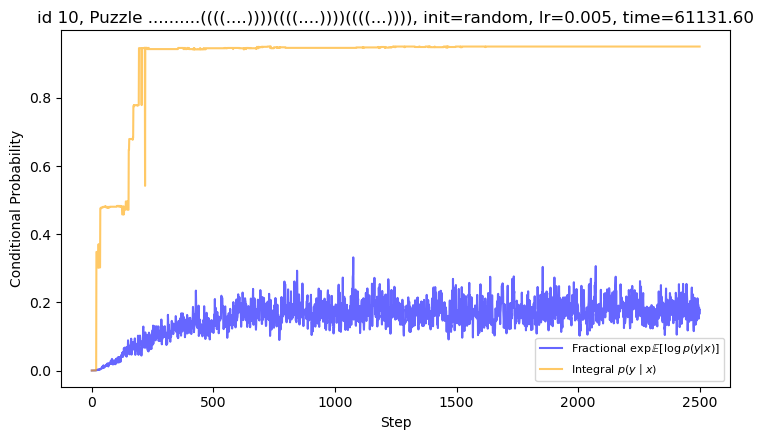 id 10, Puzzle ..........((((....))))((((....))))((((...)))), init=random, lr=0.005, time=61131.60
Conditional Probability
0.8
0.6
0.4
0.2
0.0
Fractional exp 𝔼[log p(y|x)]
Integral p(y | x)
0 500 1000 1500 2000 2500
Step